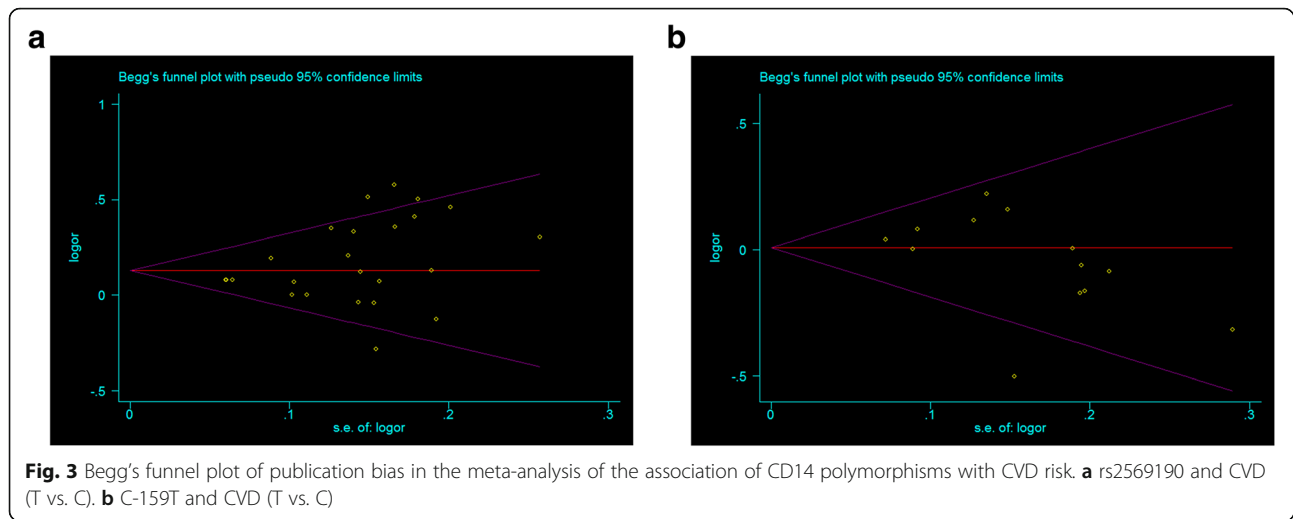 a
Begg's funnel plot with pseudo 95% confidence limits
1
.5
0
-.5
logor
0
.1
.2
.3
s.e. of: logor
b
Begg's funnel plot with pseudo 95% confidence limits
.5
0
-.5
logor
0
.1
.2
.3
s.e. of: logor
Fig. 3 Begg's funnel plot of publication bias in the meta-analysis of the association of CD14 polymorphisms with CVD risk. a rs2569190 and CVD
(T vs. C). b C-159T and CVD (T vs. C)